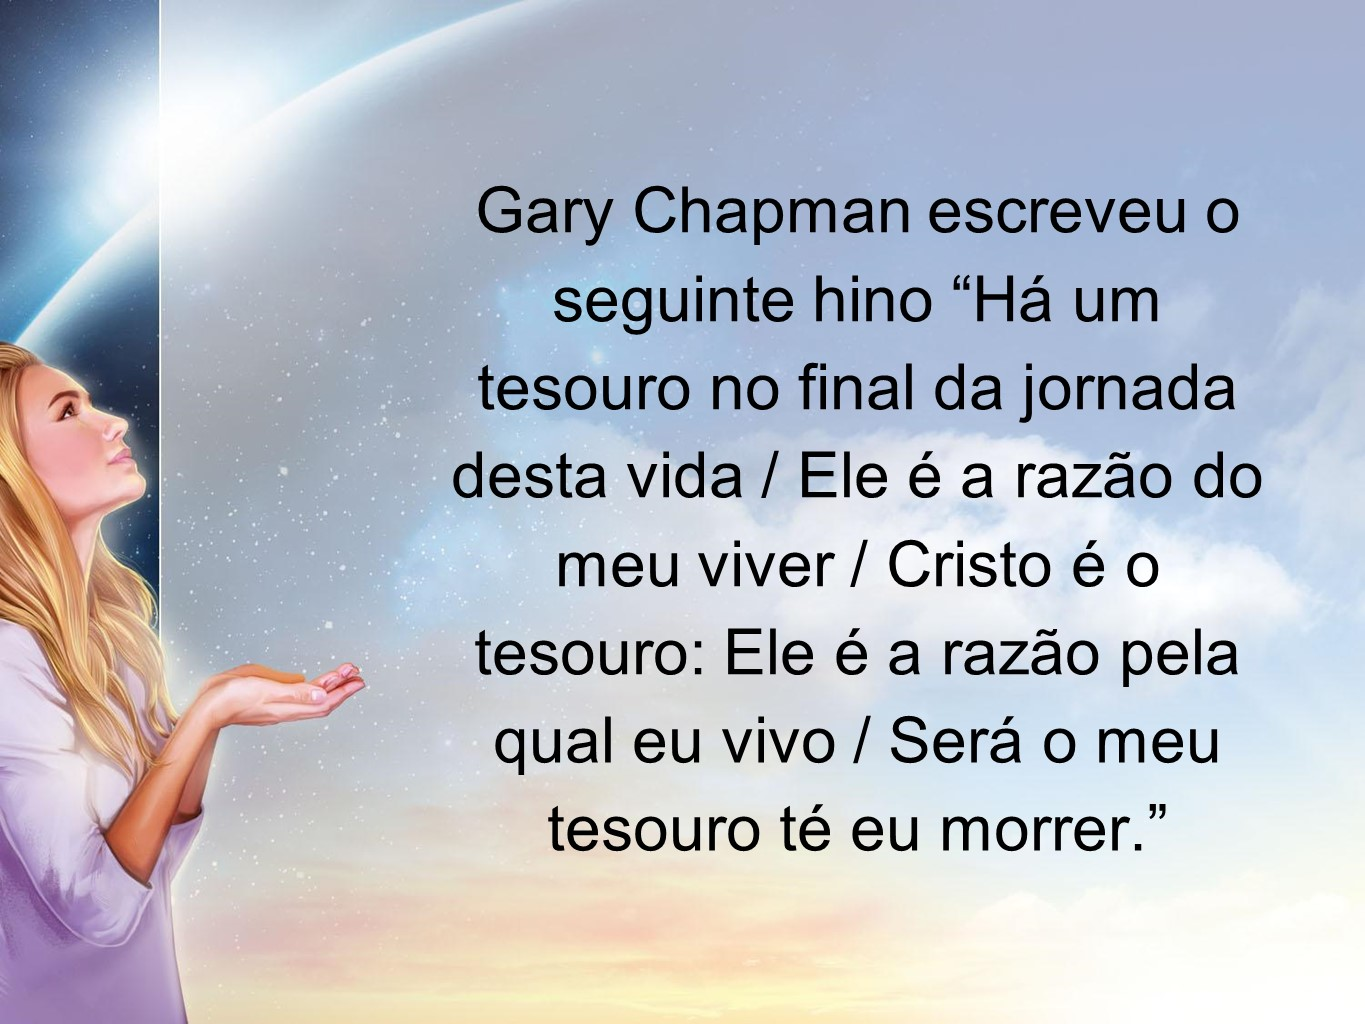 Gary Chapman escreveu o
seguinte hino “Há um
tesouro no final da jornada
desta vida / Ele é a razão do
meu viver / Cristo é o
tesouro: Ele é a razão pela
qual eu vivo / Será o meu
tesouro té eu morrer.”